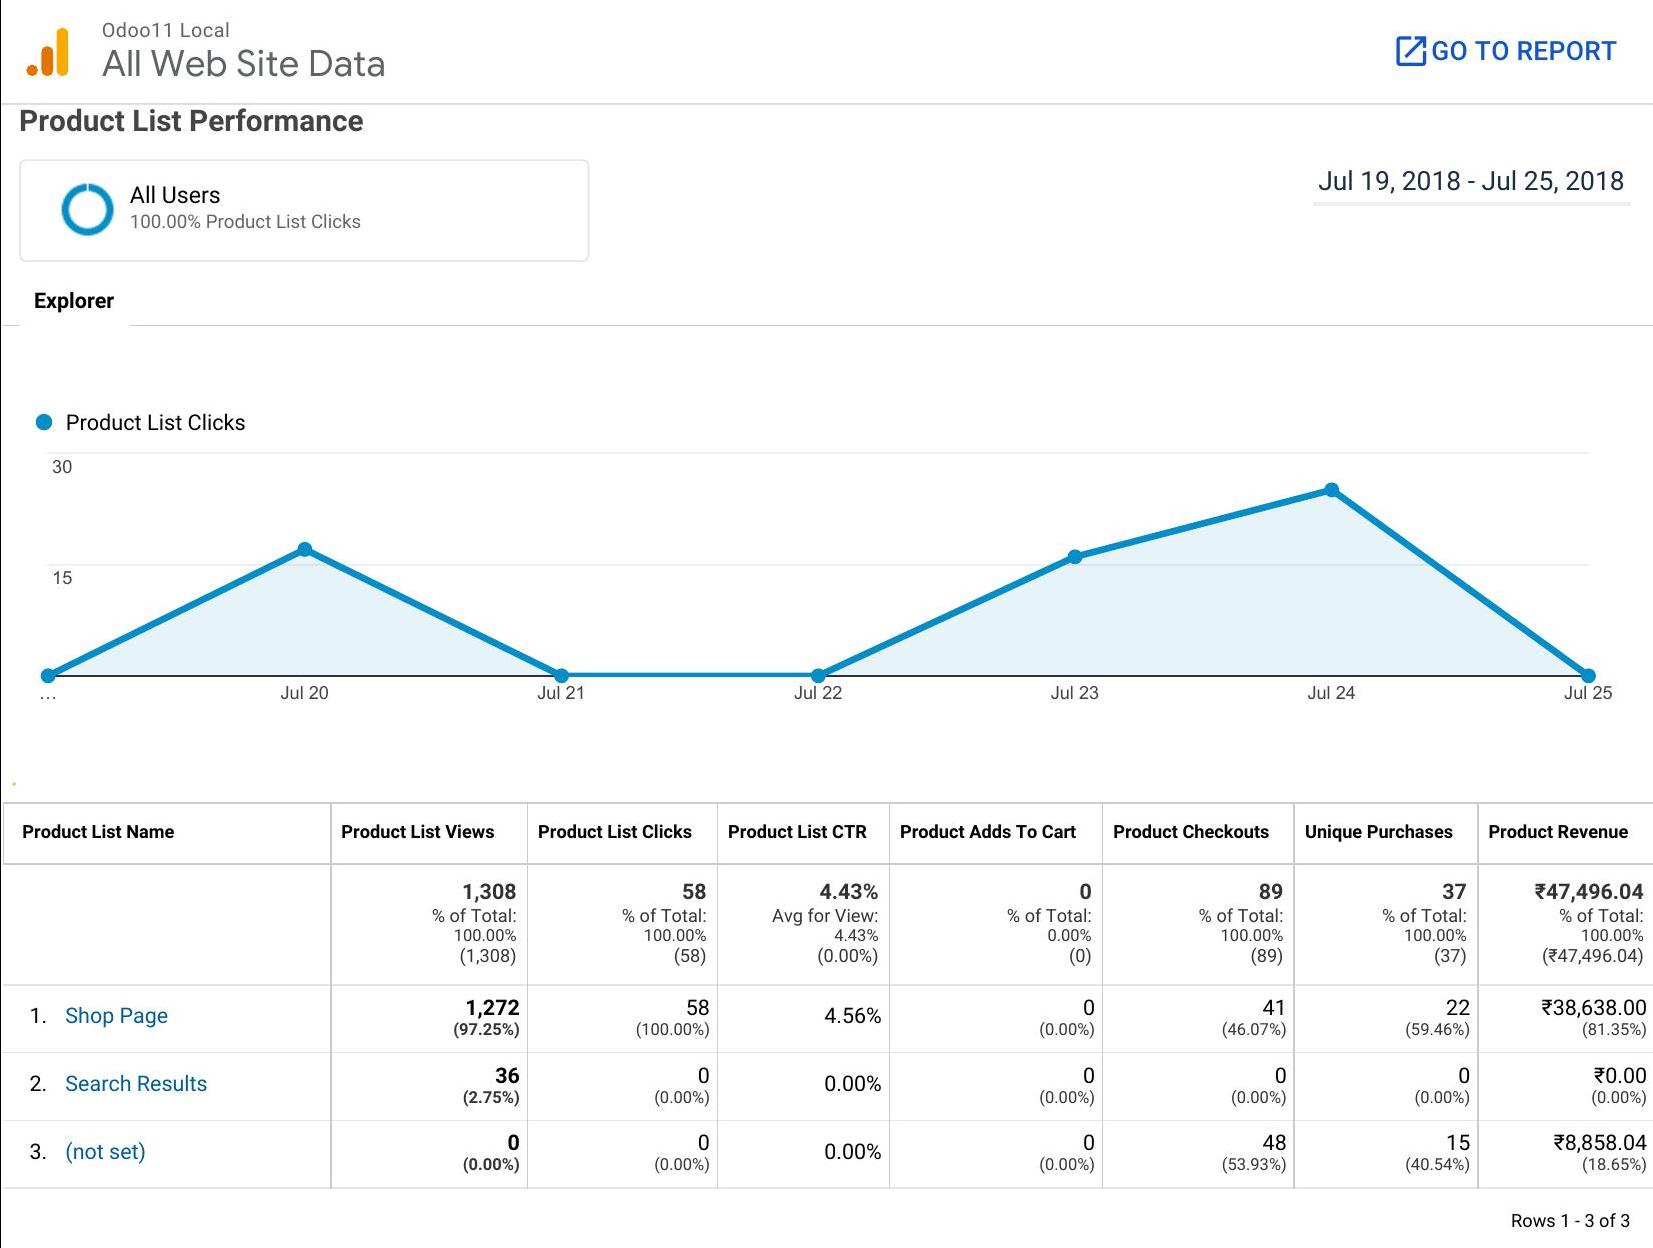 Odoo11 Local
All Web Site Data
GO TO REPORT
Product List Performance
All Users
100.00% Product List Clicks
Jul 19, 2018 - Jul 25, 2018
Explorer
Product List Clicks
30
15
... Jul 20 Jul 21 Jul 22 Jul 23 Jul 24 Jul 25
Product List Name Product List Views Product List Clicks Product List CTR Product Adds To Cart Product Checkouts Unique Purchases Product Revenue
1,308 58 4.43% 0 89 37 ₹47,496.04
% of Total: % of Total: Avg for View: % of Total: % of Total: % of Total: % of Total:
100.00% 100.00% 4.43% 0.00% 100.00% 100.00% 100.00%
(1,308) (58) (0.00%) (0) (89) (37) (₹47,496.04)
1. Shop Page 1,272 58 4.56% 0 41 22 ₹38,638.00
(97.25%) (100.00%) (0.00%) (46.07%) (59.46%) (81.35%)
2. Search Results 36 0 0.00% 0 0 0 ₹0.00
(2.75%) (0.00%) (0.00%) (0.00%) (0.00%) (0.00%)
3. (not set) 0 0 0.00% 0 48 15 ₹8,858.04
(0.00%) (0.00%) (0.00%) (53.93%) (40.54%) (18.65%)
Rows 1 - 3 of 3